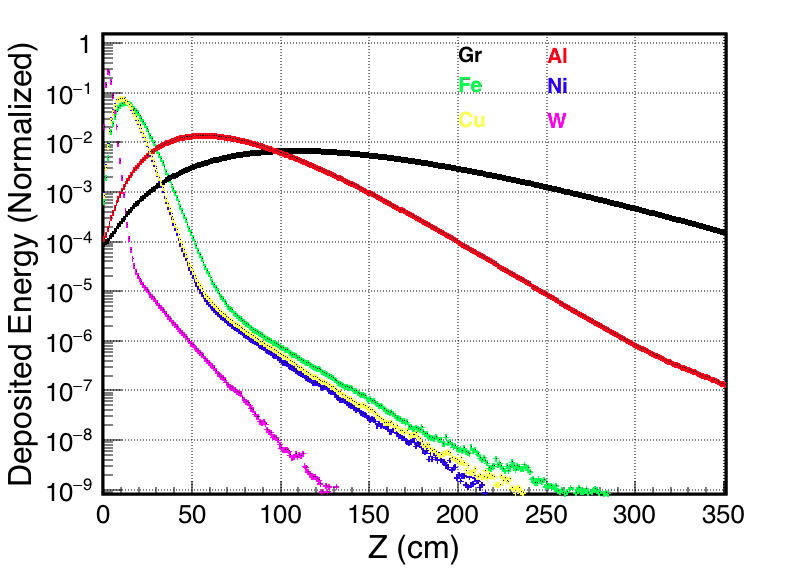 Deposited Energy (Normalized)
1
10⁻¹
10⁻²
10⁻³
10⁻⁴
10⁻⁵
10⁻⁶
10⁻⁷
10⁻⁸
10⁻⁹
Gr Al
Fe Ni
Cu W
0 50 100 150 200 250 300 350
Z (cm)